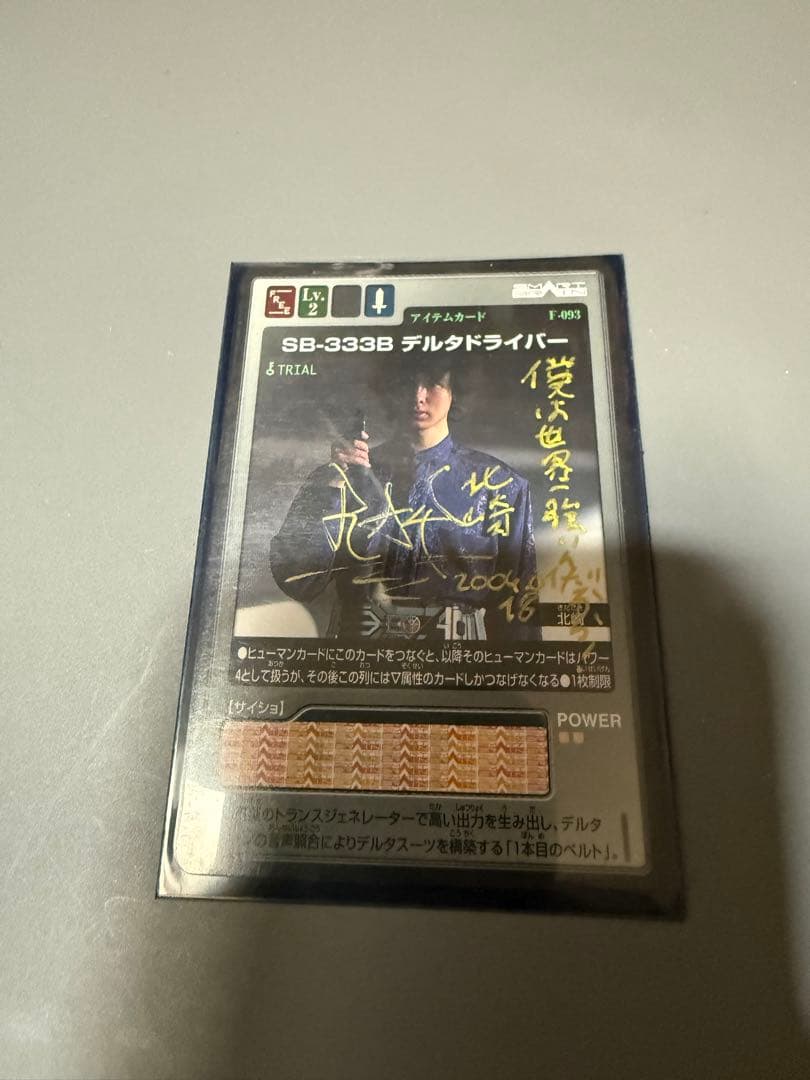 SMART BRAIN
FREE
Lv.2
アイテムカード
F-093
SB-333B デルタドライバー
TRIAL
僕は世界一強い
北崎
2004.
18
きたざき
北崎
●ヒューマンカードにこのカードをつなぐと、以降そのヒューマンカードはパワー
4として扱うが、その後この列には▽属性のカードしかつなげなくなる●1枚制限
【ザイショ】
POWER
のトランスジェネレーターで高い出力を生み出し、デルタ
の音声照合によりデルタスーツを構築する「1本目のベルト」。